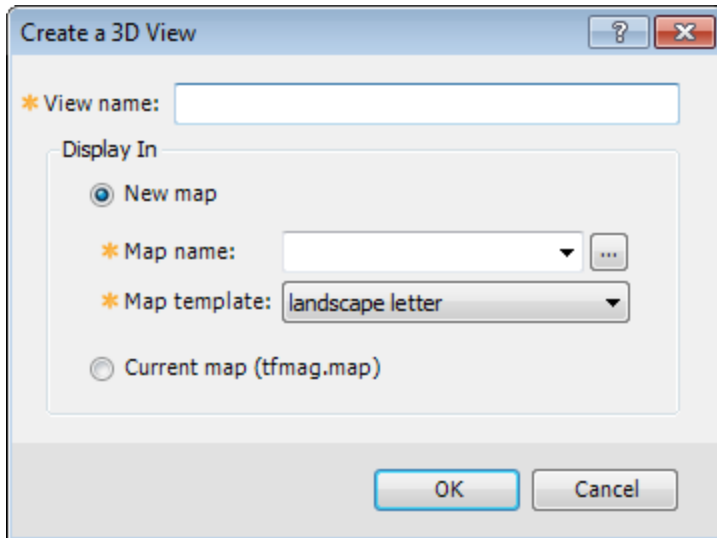 Create a 3D View
View name:
Display In
New map
Map name:
...
Map template: landscape letter
Current map (tfmag.map)
OK Cancel